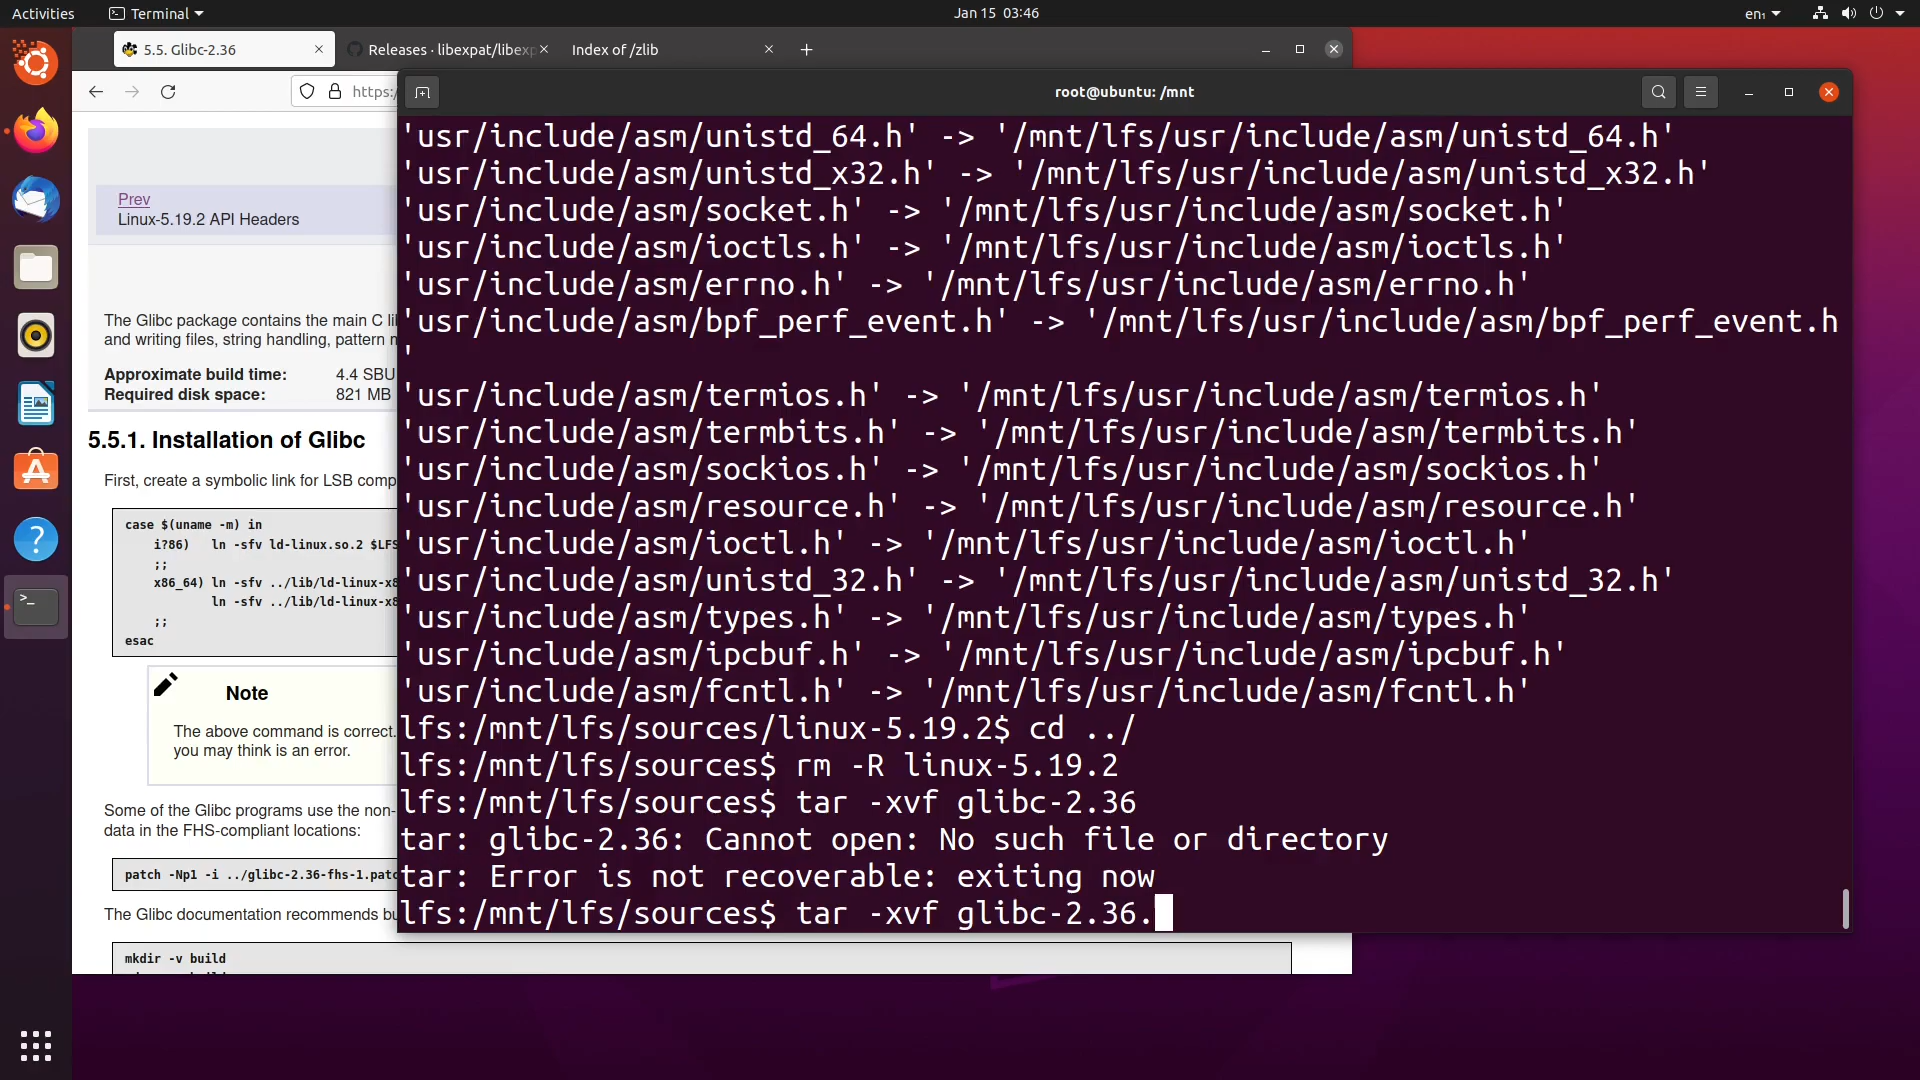 Activities
Terminal
Jan 15 03:46
en₁
5.5. Glibc-2.36
Releases · libexpat/libexp
Index of /zlib
https:/
root@ubuntu: /mnt
Prev
Linux-5.19.2 API Headers
The Glibc package contains the main C li
and writing files, string handling, pattern m
Approximate build time: 4.4 SBU
Required disk space: 821 MB
5.5.1. Installation of Glibc
First, create a symbolic link for LSB comp
case $(uname -m) in
i?86) ln -sfv ld-linux.so.2 $LFS
;;
x86_64) ln -sfv ../lib/ld-linux-x8
ln -sfv ../lib/ld-linux-x8
;;
esac
Note
The above command is correct.
you may think is an error.
Some of the Glibc programs use the non-
data in the FHS-compliant locations:
patch -Np1 -i ../glibc-2.36-fhs-1.patc
The Glibc documentation recommends bu
mkdir -v build
'usr/include/asm/unistd_64.h' -> '/mnt/lfs/usr/include/asm/unistd_64.h'
'usr/include/asm/unistd_x32.h' -> '/mnt/lfs/usr/include/asm/unistd_x32.h'
'usr/include/asm/socket.h' -> '/mnt/lfs/usr/include/asm/socket.h'
'usr/include/asm/ioctls.h' -> '/mnt/lfs/usr/include/asm/ioctls.h'
'usr/include/asm/errno.h' -> '/mnt/lfs/usr/include/asm/errno.h'
'usr/include/asm/bpf_perf_event.h' -> '/mnt/lfs/usr/include/asm/bpf_perf_event.h
'
'usr/include/asm/termios.h' -> '/mnt/lfs/usr/include/asm/termios.h'
'usr/include/asm/termbits.h' -> '/mnt/lfs/usr/include/asm/termbits.h'
'usr/include/asm/sockios.h' -> '/mnt/lfs/usr/include/asm/sockios.h'
'usr/include/asm/resource.h' -> '/mnt/lfs/usr/include/asm/resource.h'
'usr/include/asm/ioctl.h' -> '/mnt/lfs/usr/include/asm/ioctl.h'
'usr/include/asm/unistd_32.h' -> '/mnt/lfs/usr/include/asm/unistd_32.h'
'usr/include/asm/types.h' -> '/mnt/lfs/usr/include/asm/types.h'
'usr/include/asm/ipcbuf.h' -> '/mnt/lfs/usr/include/asm/ipcbuf.h'
'usr/include/asm/fcntl.h' -> '/mnt/lfs/usr/include/asm/fcntl.h'
lfs:/mnt/lfs/sources/linux-5.19.2$ cd ../
lfs:/mnt/lfs/sources$ rm -R linux-5.19.2
lfs:/mnt/lfs/sources$ tar -xvf glibc-2.36
tar: glibc-2.36: Cannot open: No such file or directory
tar: Error is not recoverable: exiting now
lfs:/mnt/lfs/sources$ tar -xvf glibc-2.36.